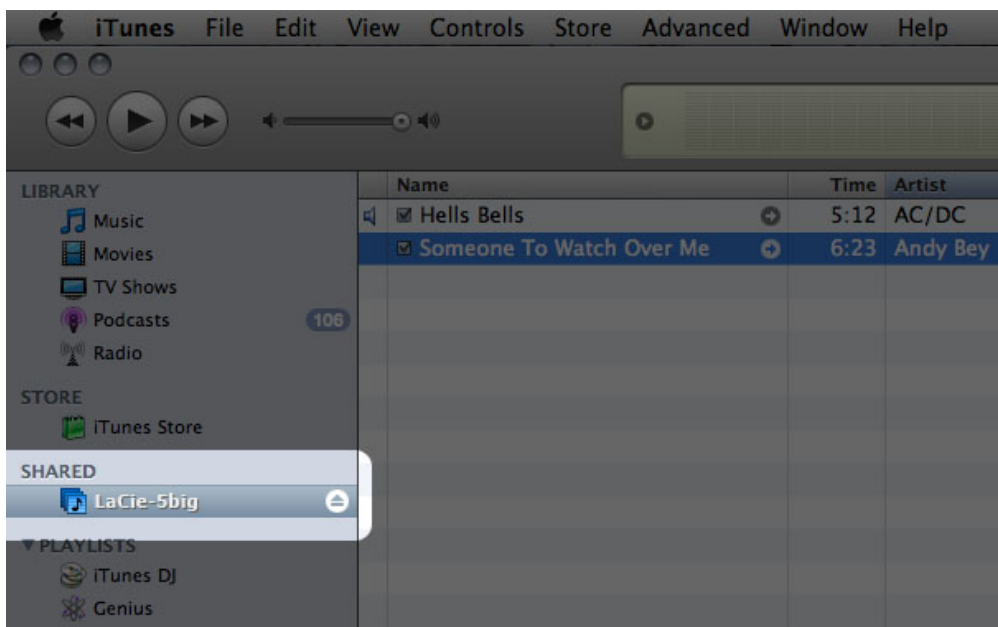 iTunes File Edit View Controls Store Advanced Window Help
LIBRARY
Music
Movies
TV Shows
Podcasts 106
Radio
STORE
iTunes Store
SHARED
LaCie-5big
PLAYLISTS
iTunes DJ
Genius
Name Time Artist
Hells Bells 5:12 AC/DC
Someone To Watch Over Me 6:23 Andy Bey